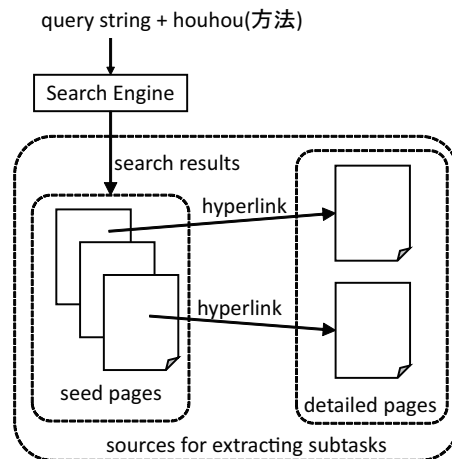 query string + houhou(方法)
Search Engine
search results
hyperlink
hyperlink
seed pages
detailed pages
sources for extracting subtasks